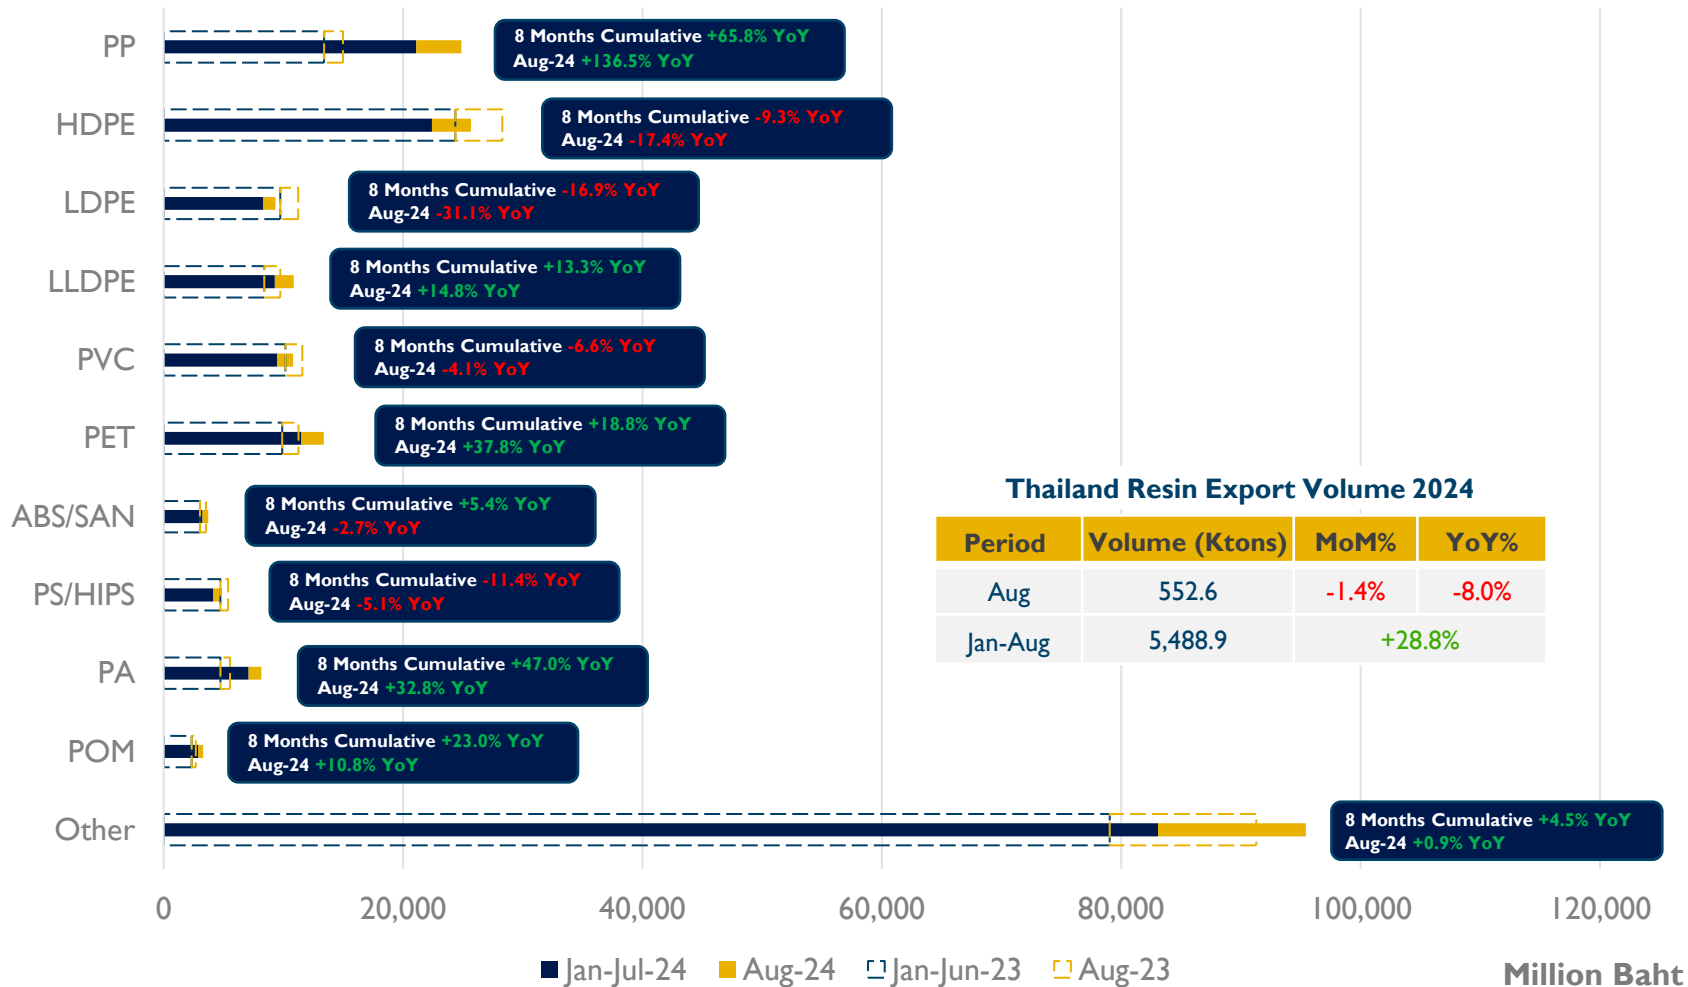 PP
8 Months Cumulative +65.8% YoY
Aug-24 +136.5% YoY
HDPE
8 Months Cumulative -9.3% YoY
Aug-24 -17.4% YoY
LDPE
8 Months Cumulative -16.9% YoY
Aug-24 -31.1% YoY
LLDPE
8 Months Cumulative +13.3% YoY
Aug-24 +14.8% YoY
PVC
8 Months Cumulative -6.6% YoY
Aug-24 -4.1% YoY
PET
8 Months Cumulative +18.8% YoY
Aug-24 +37.8% YoY
ABS/SAN
8 Months Cumulative +5.4% YoY
Aug-24 -2.7% YoY
PS/HIPS
8 Months Cumulative -11.4% YoY
Aug-24 -5.1% YoY
PA
8 Months Cumulative +47.0% YoY
Aug-24 +32.8% YoY
POM
8 Months Cumulative +23.0% YoY
Aug-24 +10.8% YoY
Other
8 Months Cumulative +4.5% YoY
Aug-24 +0.9% YoY
Thailand Resin Export Volume 2024
Period Volume (Ktons) MoM% YoY%
Aug 552.6 -1.4% -8.0%
Jan-Aug 5,488.9 +28.8%
0 20,000 40,000 60,000 80,000 100,000 120,000
Jan-Jul-24 Aug-24 Jan-Jun-23 Aug-23
Million Baht